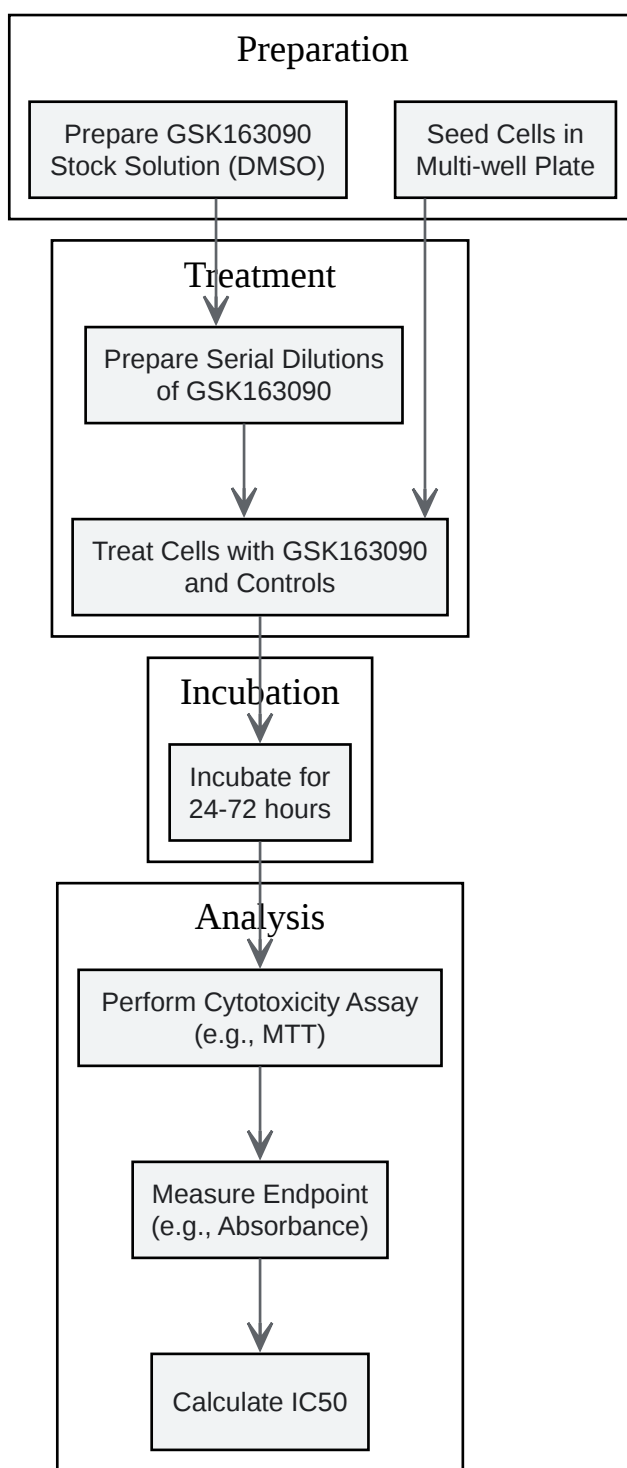 Preparation
Prepare GSK163090
Stock Solution (DMSO)
Seed Cells in
Multi-well Plate
Treatment
Prepare Serial Dilutions
of GSK163090
Treat Cells with GSK163090
and Controls
Incubation
Incubate for
24-72 hours
Analysis
Perform Cytotoxicity Assay
(e.g., MTT)
Measure Endpoint
(e.g., Absorbance)
Calculate IC50